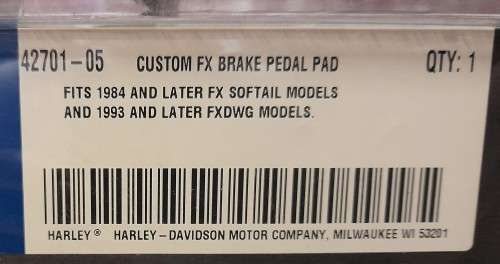 42701-05 CUSTOM FX BRAKE PEDAL PAD QTY: 1
FITS 1984 AND LATER FX SOFTAIL MODELS
AND 1993 AND LATER FXDWG MODELS.
HARLEY® HARLEY-DAVIDSON MOTOR COMPANY, MILWAUKEE WI 53201